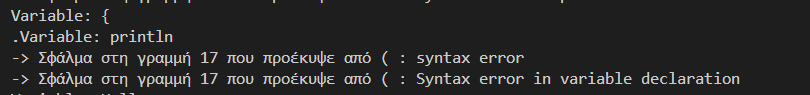 Variable: {
.Variable: println
-> Σφάλμα στη γραμμή 17 που προέκυψε από ( : syntax error
-> Σφάλμα στη γραμμή 17 που προέκυψε από ( : Syntax error in variable declaration